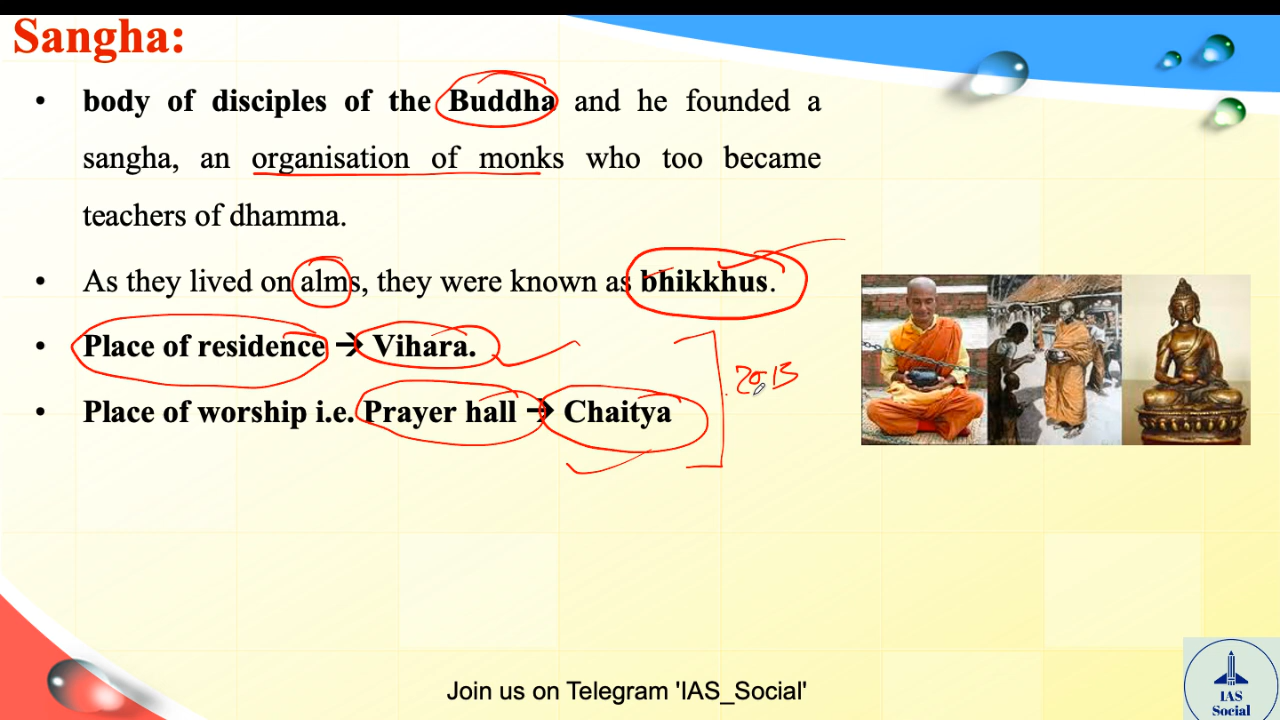 Sangha:
• body of disciples of the Buddha and he founded a
sangha, an organisation of monks who too became
teachers of dhamma.
• As they lived on alms, they were known as bhikkhus.
• Place of residence → Vihara.
• Place of worship i.e. Prayer hall → Chaitya
2013
Join us on Telegram 'IAS_Social'
IAS
Social